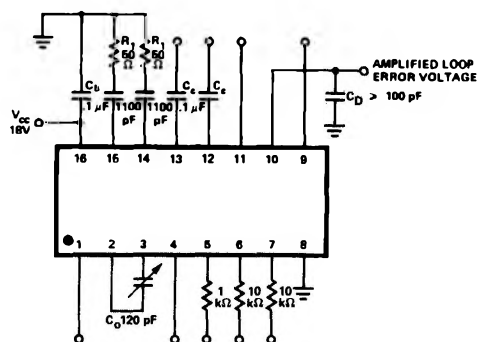 R₁ R₁
50 50
Ω Ω
Cb Cc Cc
.1 µF 1100 pF 1100 pF .1 µF
VCC
18V
AMPLIFIED LOOP
ERROR VOLTAGE
CD ≥ 100 pF
16 15 14 13 12 11 10 9
1 2 3 4 5 6 7 8
1 kΩ 10 kΩ 10 kΩ
Co 120 pF